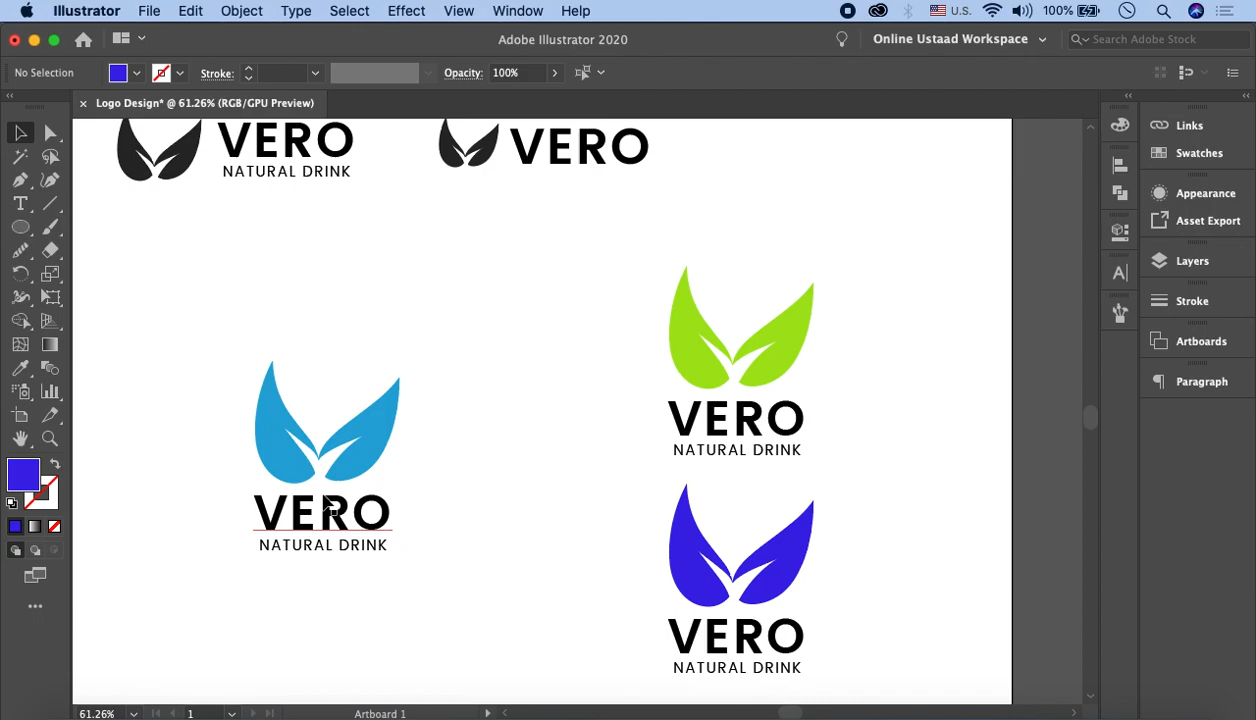 Illustrator File Edit Object Type Select Effect View Window Help U.S. 100%
Adobe Illustrator 2020 Online Ustaad Workspace Search Adobe Stock
No Selection Stroke: Opacity: 100%
× Logo Design* @ 61.26% (RGB/GPU Preview)
Links
Swatches
Appearance
Asset Export
Layers
Stroke
Artboards
Paragraph
VERO
NATURAL DRINK
VERO
VERO
NATURAL DRINK
VERO
NATURAL DRINK
VERO
NATURAL DRINK
61.26% 1 Artboard 1